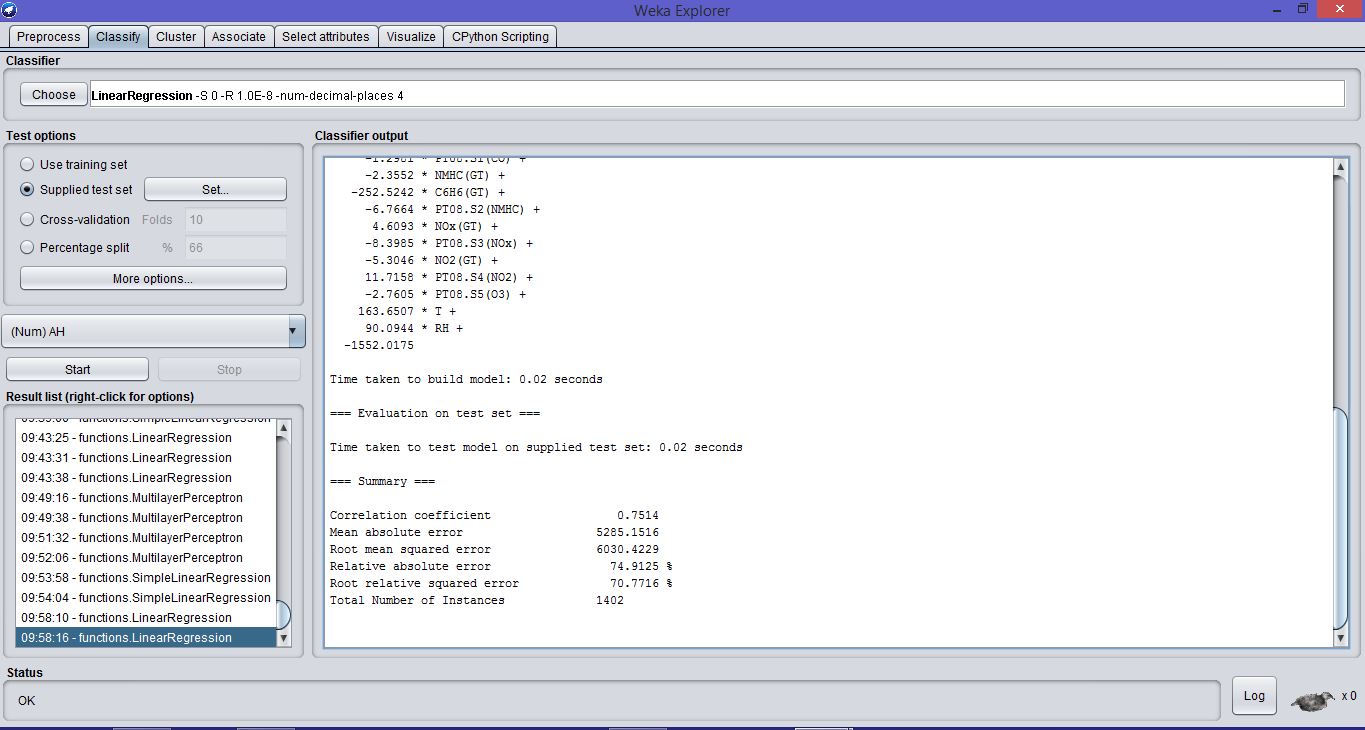 Weka Explorer
Preprocess Classify Cluster Associate Select attributes Visualize CPython Scripting
Classifier
Choose LinearRegression -S 0 -R 1.0E-8 -num-decimal-places 4
Test options
Use training set
Supplied test set Set...
Cross-validation Folds 10
Percentage split % 66
More options...
(Num) AH
Start Stop
Result list (right-click for options)
functions.SimpleLinearRegression
09:43:25 - functions.LinearRegression
09:43:31 - functions.LinearRegression
09:43:38 - functions.LinearRegression
09:49:16 - functions.MultilayerPerceptron
09:49:38 - functions.MultilayerPerceptron
09:51:32 - functions.MultilayerPerceptron
09:52:06 - functions.MultilayerPerceptron
09:53:58 - functions.SimpleLinearRegression
09:54:04 - functions.SimpleLinearRegression
09:58:10 - functions.LinearRegression
09:58:16 - functions.LinearRegression
Classifier output
-1.2981 * PT08.S1(CO) +
-2.3552 * NMHC(GT) +
-252.5242 * C6H6(GT) +
-6.7664 * PT08.S2(NMHC) +
4.6093 * NOx(GT) +
-8.3985 * PT08.S3(NOx) +
-5.3046 * NO2(GT) +
11.7158 * PT08.S4(NO2) +
-2.7605 * PT08.S5(O3) +
163.6507 * T +
90.0944 * RH +
-1552.0175
Time taken to build model: 0.02 seconds
=== Evaluation on test set ===
Time taken to test model on supplied test set: 0.02 seconds
=== Summary ===
Correlation coefficient 0.7514
Mean absolute error 5285.1516
Root mean squared error 6030.4229
Relative absolute error 74.9125 %
Root relative squared error 70.7716 %
Total Number of Instances 1402
Status
OK
Log x 0